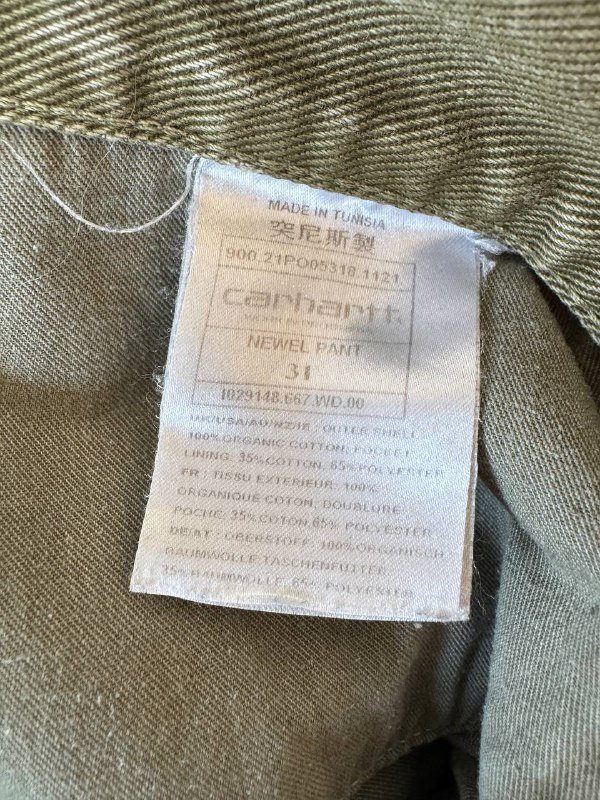 MADE IN TUNISIA
突尼斯製
900.21PO05318.1121
carhartt
WORK IN PROGRESS
NEWEL PANT
31
I029148.667.WD.00
UK/USA/AU/NZ/IE : OUTER SHELL
100% ORGANIC COTTON, POCKET
LINING: 35% COTTON, 65% POLYESTER
FR : TISSU EXTERIEUR: 100%
ORGANIQUE COTON, DOUBLURE
POCHE: 35% COTON, 65% POLYESTER
DE/AT : OBERSTOFF: 100% ORGANISCH
BAUMWOLLE TASCHENFUTTER
35% BAUMWOLLE, 65% POLYESTER